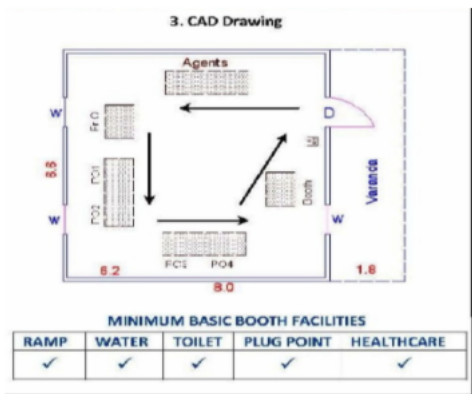 3. CAD Drawing
Agents
W
Pr O
D
PO1
5.5
PO2
W
Booth
W
Varanda
PO3 PO4
6.2
1.8
8.0
MINIMUM BASIC BOOTH FACILITIES
RAMP WATER TOILET PLUG POINT HEALTHCARE
✓ ✓ ✓ ✓ ✓